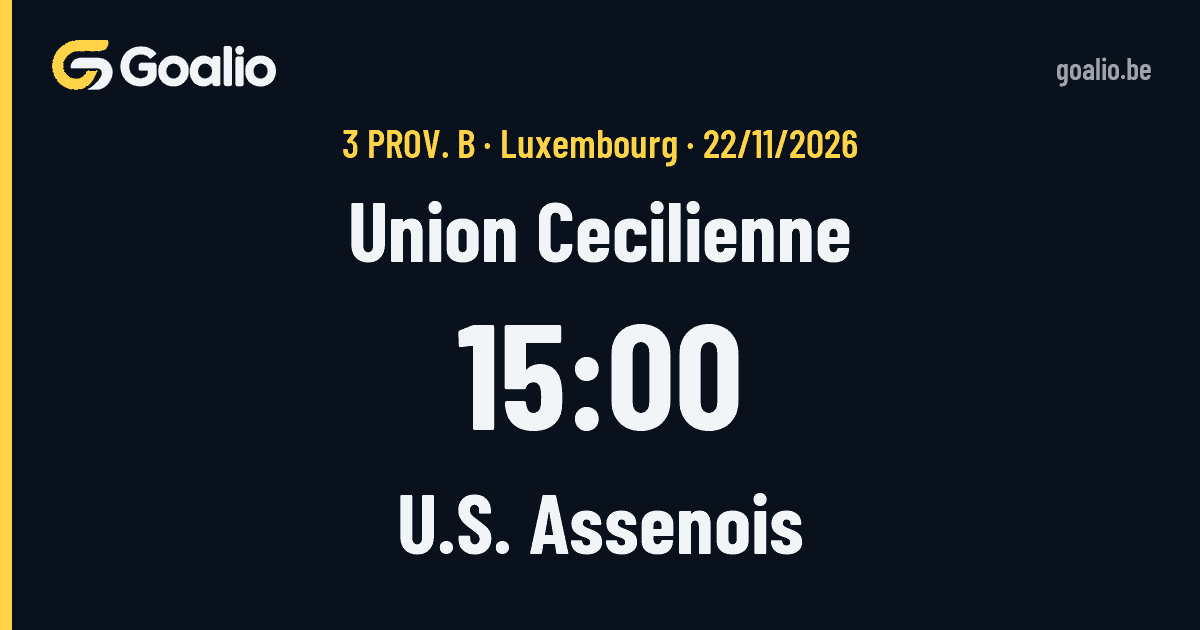 Goalio
goalio.be
3 PROV. B · Luxembourg · 22/11/2026
Union Cecilienne
15:00
U.S. Assenois